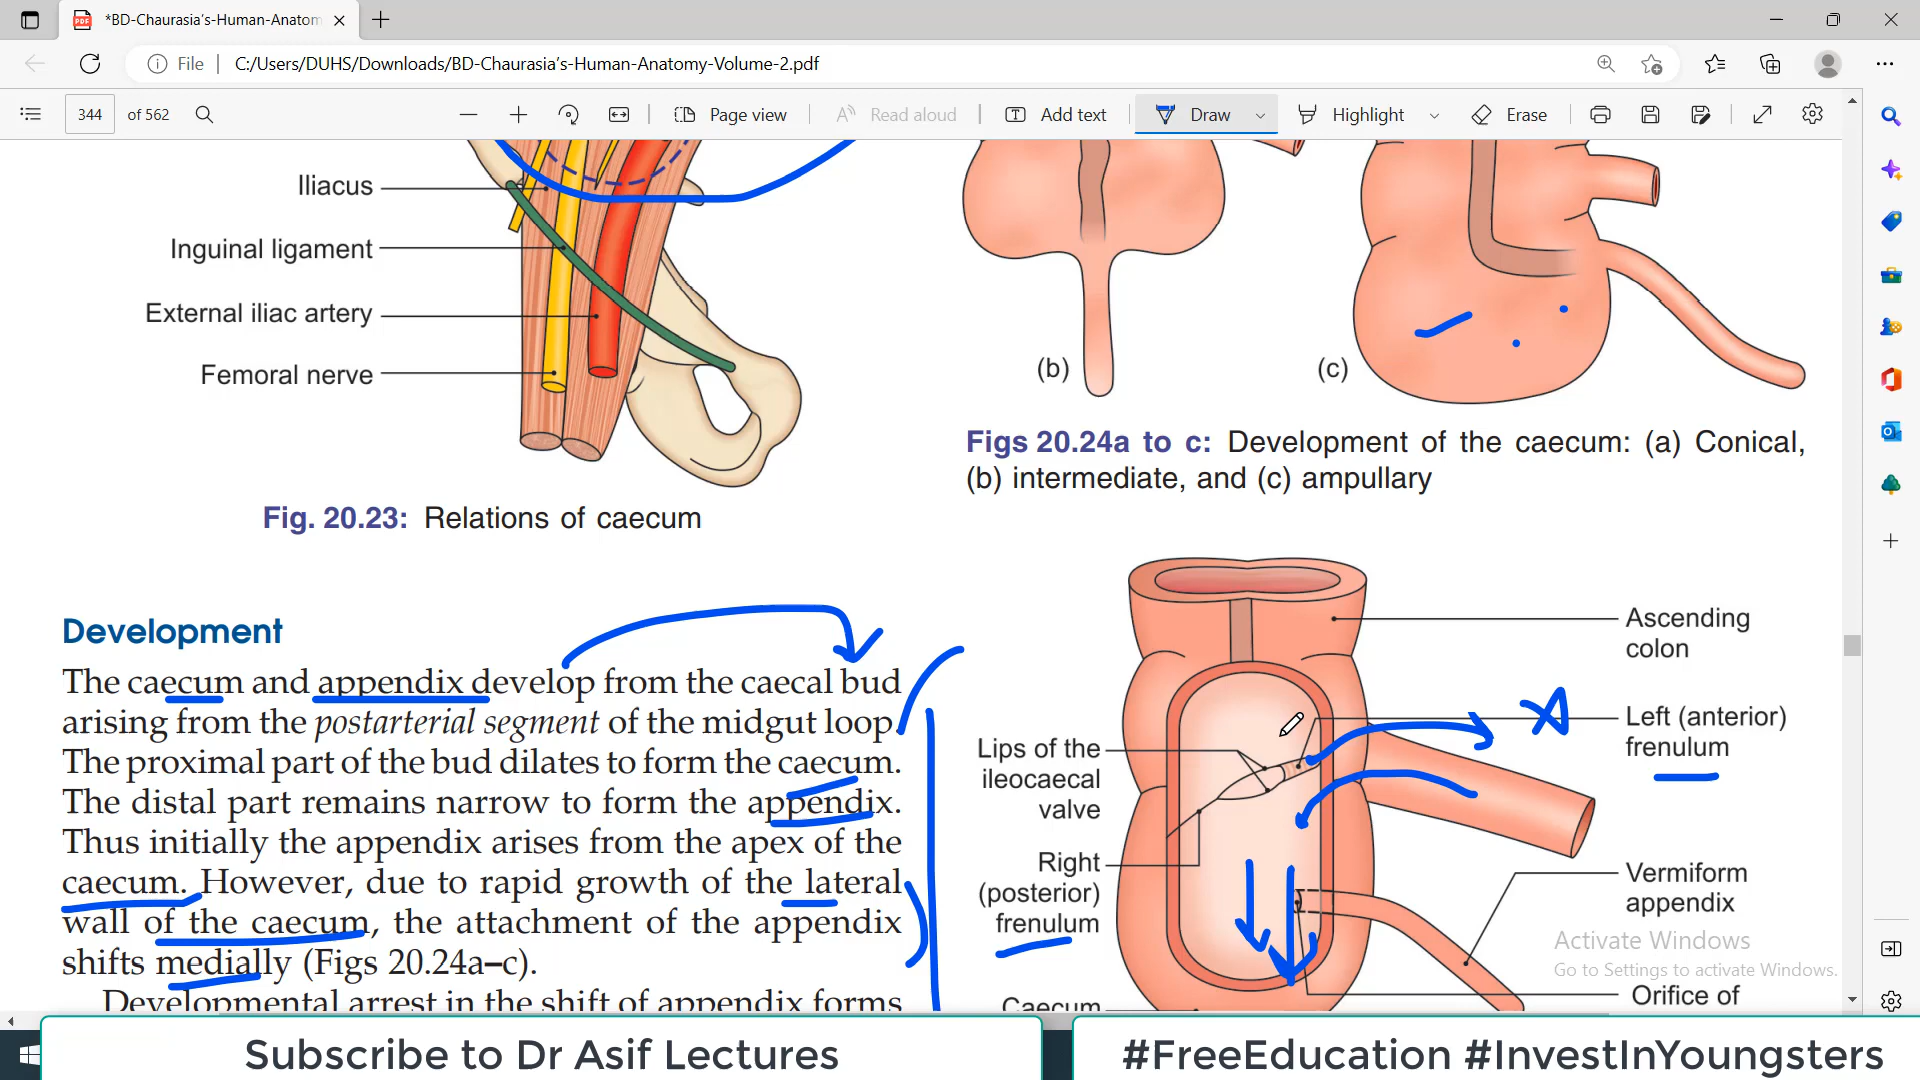 *BD-Chaurasia's-Human-Anatom
File
C:/Users/DUHS/Downloads/BD-Chaurasia's-Human-Anatomy-Volume-2.pdf
344 of 562
Page view
Read aloud
Add text
Draw
Highlight
Erase
Iliacus
Inguinal ligament
External iliac artery
Femoral nerve
Fig. 20.23: Relations of caecum
(b)
(c)
Figs 20.24a to c: Development of the caecum: (a) Conical,
(b) intermediate, and (c) ampullary
Development
The caecum and appendix develop from the caecal bud
arising from the postarterial segment of the midgut loop.
The proximal part of the bud dilates to form the caecum.
The distal part remains narrow to form the appendix.
Thus initially the appendix arises from the apex of the
caecum. However, due to rapid growth of the lateral
wall of the caecum, the attachment of the appendix
shifts medially (Figs 20.24a–c).
Developmental arrest in the shift of appendix forms
Ascending
colon
Left (anterior)
frenulum
Lips of the
ileocaecal
valve
Right
(posterior)
frenulum
Vermiform
appendix
Orifice of
Caecum
Activate Windows
Go to Settings to activate Windows.
Subscribe to Dr Asif Lectures
#FreeEducation #InvestInYoungsters